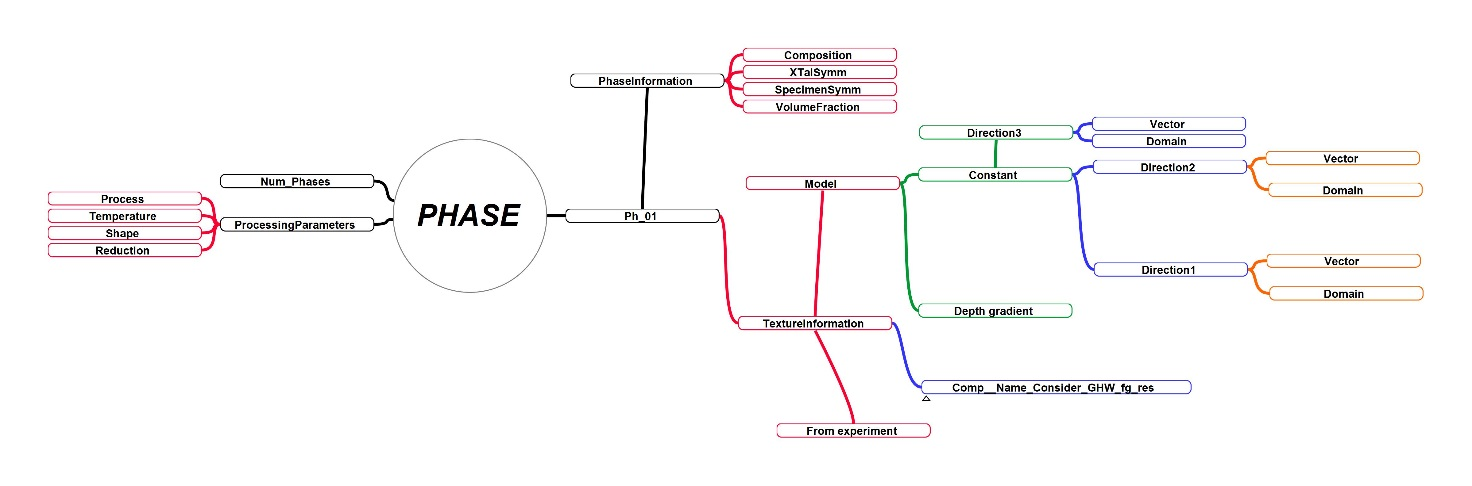 PHASE
Num_Phases
ProcessingParameters
Process
Temperature
Shape
Reduction
Ph_01
PhaseInformation
Composition
XTalSymm
SpecimenSymm
VolumeFraction
TextureInformation
Model
Constant
Direction3
Vector
Domain
Direction2
Vector
Domain
Direction1
Vector
Domain
Depth gradient
Comp__Name_Consider_GHW_fg_res
From experiment